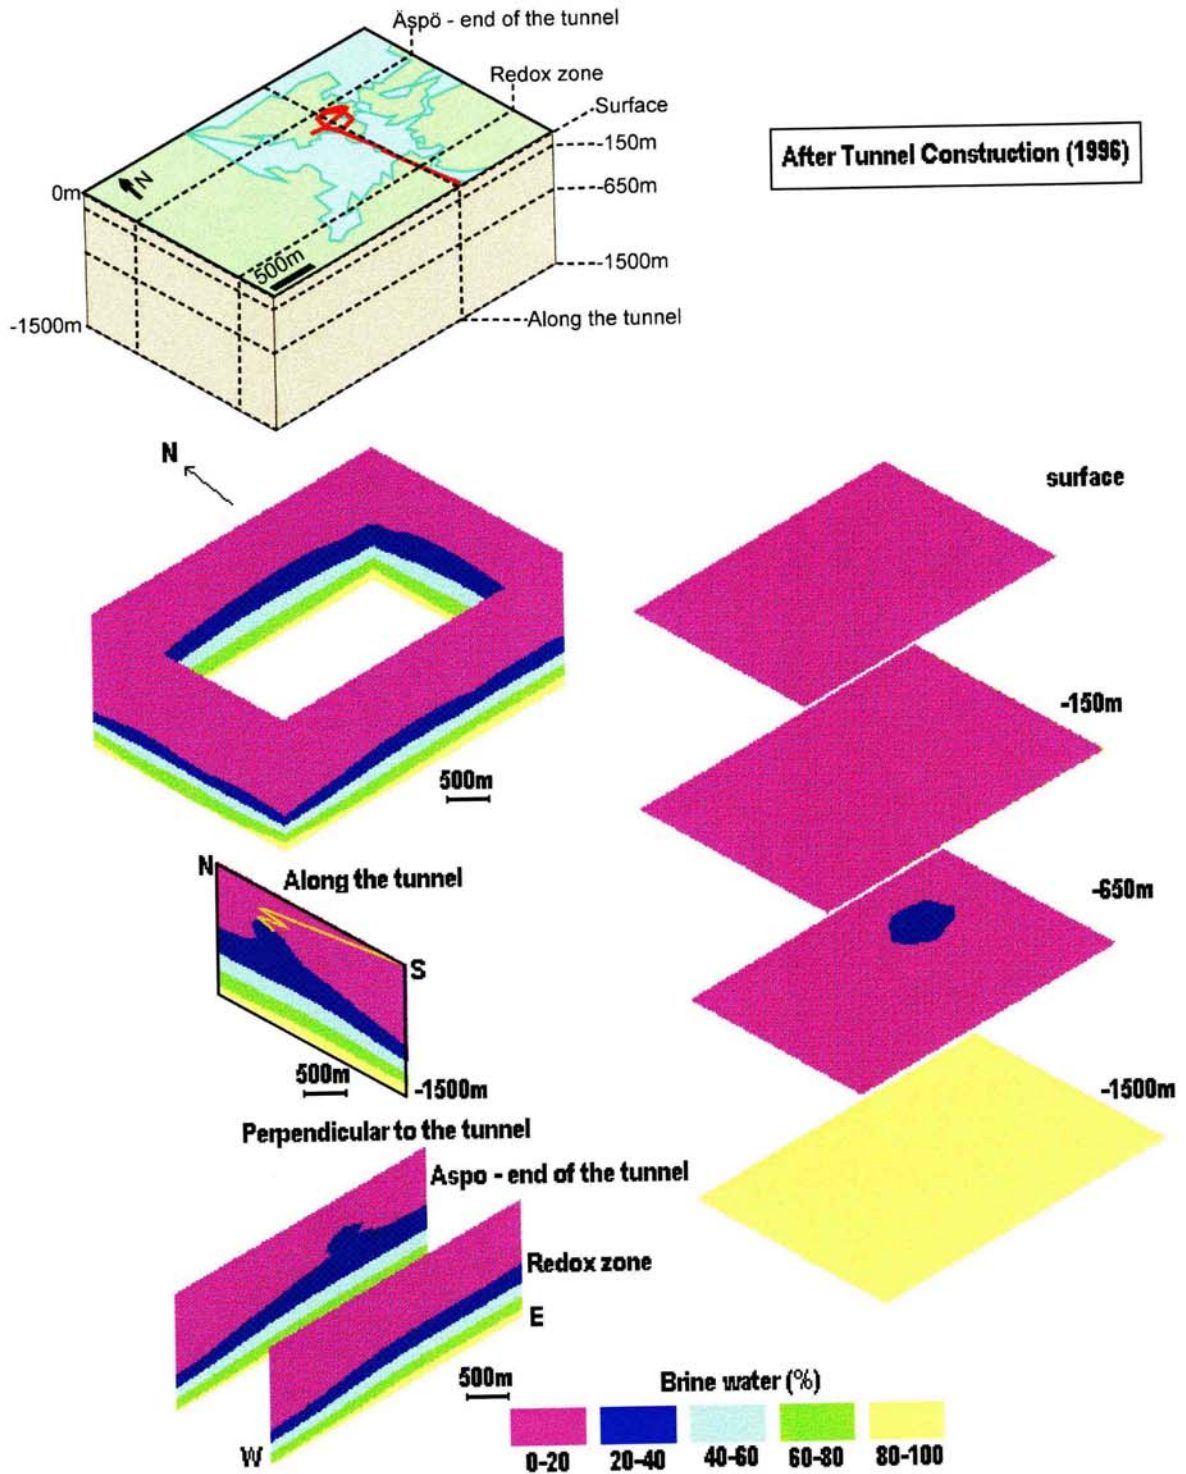 Äspö - end of the tunnel
Redox zone
Surface
-150m
After Tunnel Construction (1996)
-650m
0m
N
500m
-1500m
-1500m
Along the tunnel
N
surface
-150m
500m
N
Along the tunnel
-650m
S
500m
-1500m
-1500m
Perpendicular to the tunnel
Aspo - end of the tunnel
Redox zone
E
500m
Brine water (%)
W
0-20 20-40 40-60 60-80 80-100